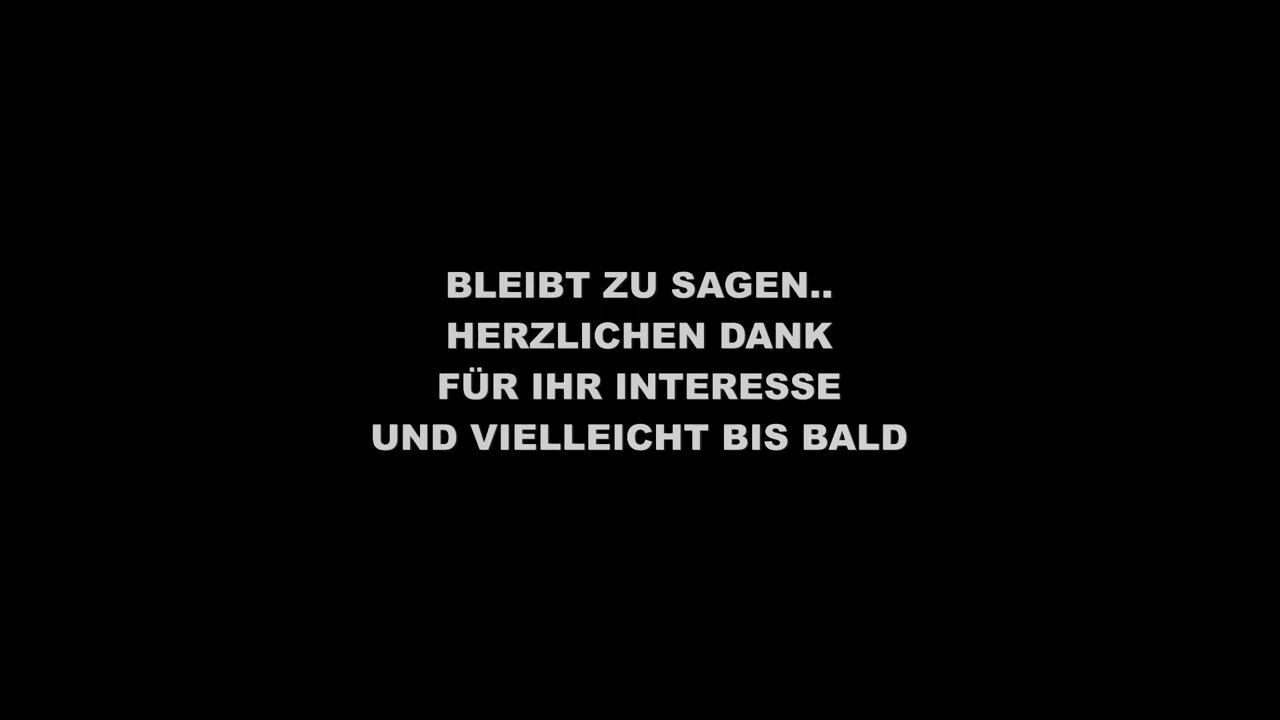 BLEIBT ZU SAGEN..
HERZLICHEN DANK
FÜR IHR INTERESSE
UND VIELLEICHT BIS BALD